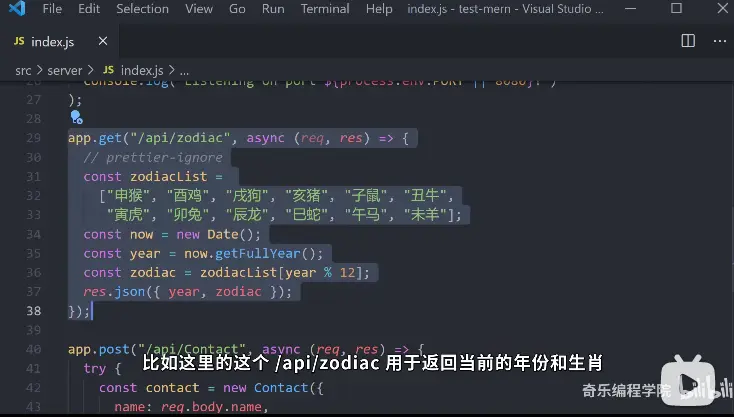 File Edit Selection View Go Run Terminal Help index.js - test-mern - Visual Studio ...
JS index.js ×
src > server > JS index.js > ...
26 console.log(`Listening on port ${process.env.PORT || 8080}!`)
27 );
28
29 app.get("/api/zodiac", async (req, res) => {
30 // prettier-ignore
31 const zodiacList =
32 ["申猴", "酉鸡", "戌狗", "亥猪", "子鼠", "丑牛",
33 "寅虎", "卯兔", "辰龙", "巳蛇", "午马", "未羊"];
34 const now = new Date();
35 const year = now.getFullYear();
36 const zodiac = zodiacList[year % 12];
37 res.json({ year, zodiac });
38 });
39
40 app.post("/api/Contact", async (req, res) => {
比如这里的这个 /api/zodiac 用于返回当前的年份和生肖
41 try {
42 const contact = new Contact({
43 name: req.body.name,
奇乐编程学院 bilibili